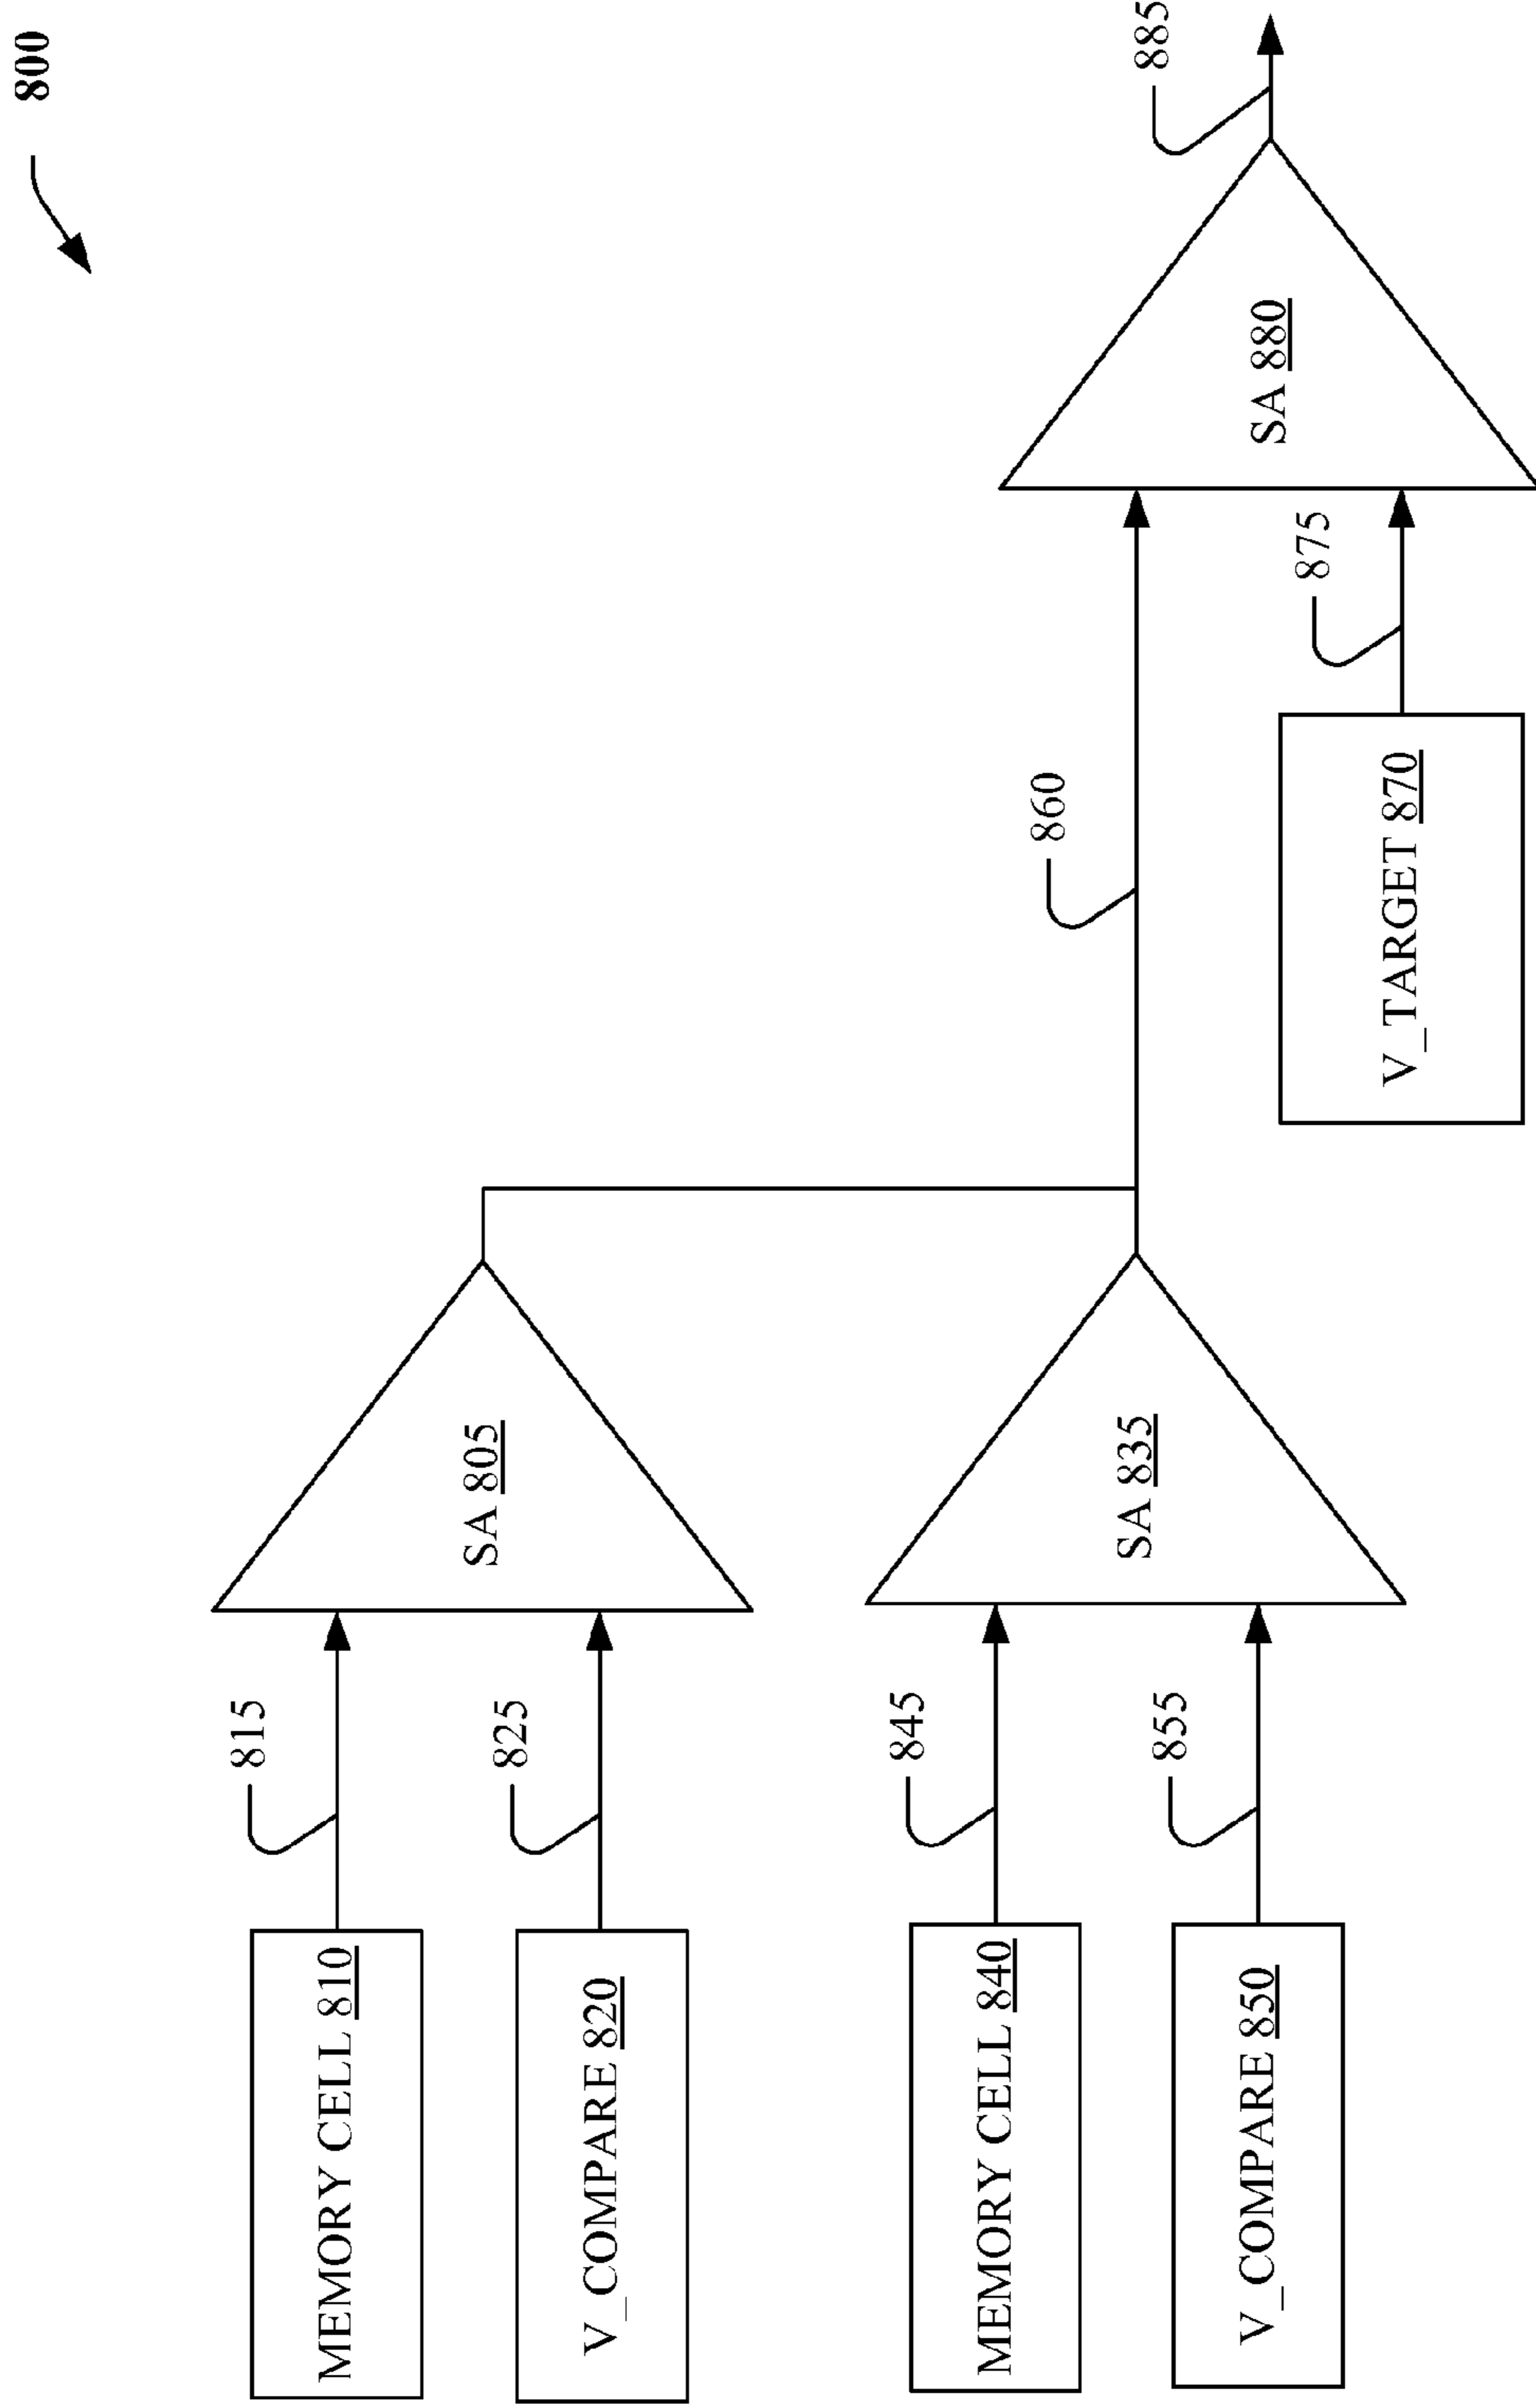 800
815
MEMORY CELL 810
SA 805
825
V_COMPARE 820
845
MEMORY CELL 840
SA 835
855
V_COMPARE 850
860
875
V_TARGET 870
SA 880
885